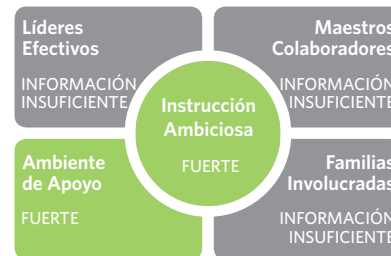 Líderes
Efectivos
INFORMACIÓN
INSUFICIENTE
Maestros
Colaboradores
INFORMACIÓN
INSUFICIENTE
Instrucción
Ambiciosa
FUERTE
Ambiente
de Apoyo
FUERTE
Familias
Involucradas
INFORMACIÓN
INSUFICIENTE